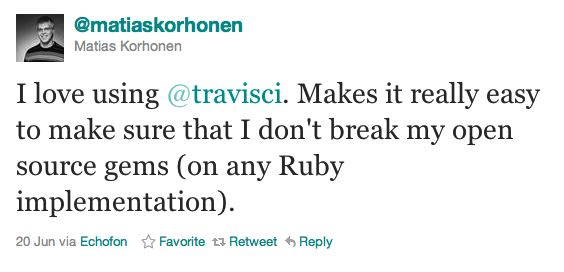 @matiaskorhonen
Matias Korhonen
I love using @travisci. Makes it really easy
to make sure that I don't break my open
source gems (on any Ruby
implementation).
20 Jun via Echofon Favorite Retweet Reply